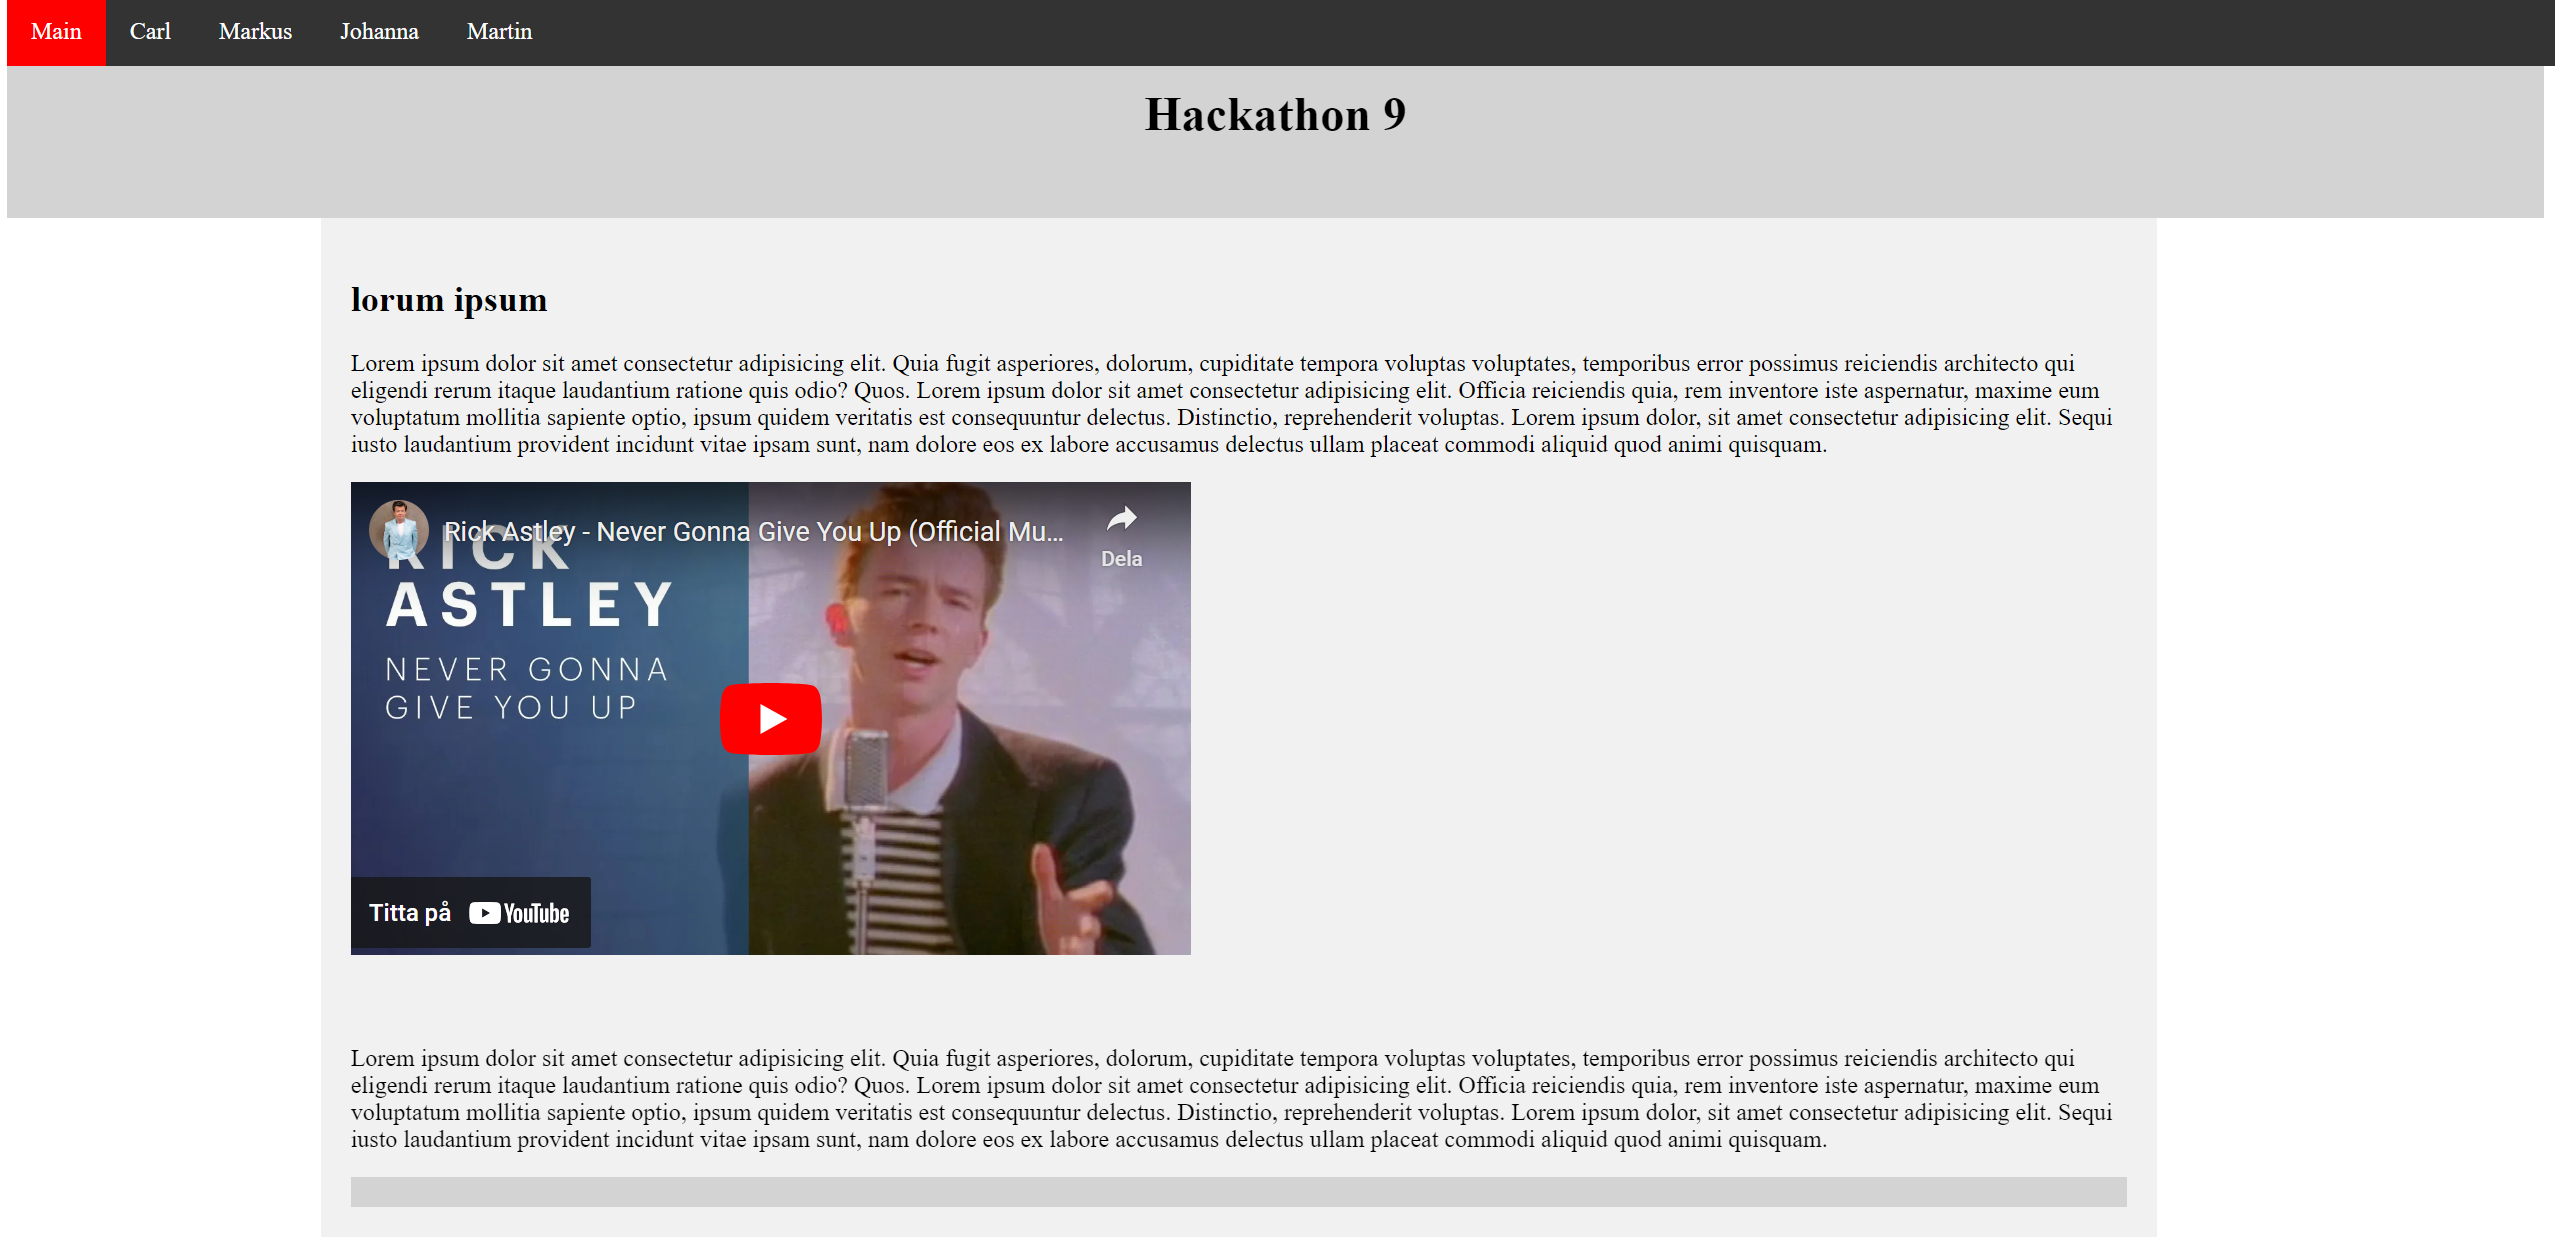 Main Carl Markus Johanna Martin
Hackathon 9
lorum ipsum
Lorem ipsum dolor sit amet consectetur adipisicing elit. Quia fugit asperiores, dolorum, cupiditate tempora voluptas voluptates, temporibus error possimus reiciendis architecto qui
eligendi rerum itaque laudantium ratione quis odio? Quos. Lorem ipsum dolor sit amet consectetur adipisicing elit. Officia reiciendis quia, rem inventore iste aspernatur, maxime eum
voluptatum mollitia sapiente optio, ipsum quidem veritatis est consequuntur delectus. Distinctio, reprehenderit voluptas. Lorem ipsum dolor, sit amet consectetur adipisicing elit. Sequi
iusto laudantium provident incidunt vitae ipsam sunt, nam dolore eos ex labore accusamus delectus ullam placeat commodi aliquid quod animi quisquam.
Rick Astley - Never Gonna Give You Up (Official Mu...
Dela
RICK
ASTLEY
NEVER GONNA
GIVE YOU UP
Titta på YouTube
Lorem ipsum dolor sit amet consectetur adipisicing elit. Quia fugit asperiores, dolorum, cupiditate tempora voluptas voluptates, temporibus error possimus reiciendis architecto qui
eligendi rerum itaque laudantium ratione quis odio? Quos. Lorem ipsum dolor sit amet consectetur adipisicing elit. Officia reiciendis quia, rem inventore iste aspernatur, maxime eum
voluptatum mollitia sapiente optio, ipsum quidem veritatis est consequuntur delectus. Distinctio, reprehenderit voluptas. Lorem ipsum dolor, sit amet consectetur adipisicing elit. Sequi
iusto laudantium provident incidunt vitae ipsam sunt, nam dolore eos ex labore accusamus delectus ullam placeat commodi aliquid quod animi quisquam.